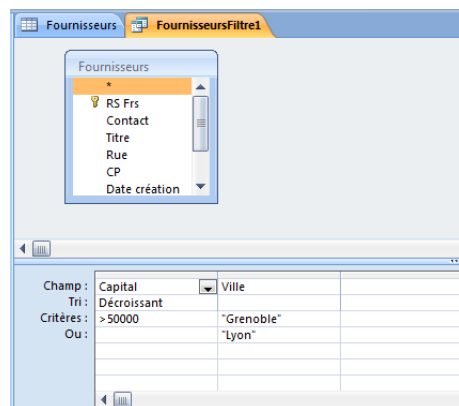 Fournisseurs FournisseursFiltre1
Fournisseurs
*
RS Frs
Contact
Titre
Rue
CP
Date création
Champ : Capital Ville
Tri : Décroissant
Critères : >50000 "Grenoble"
Ou : "Lyon"